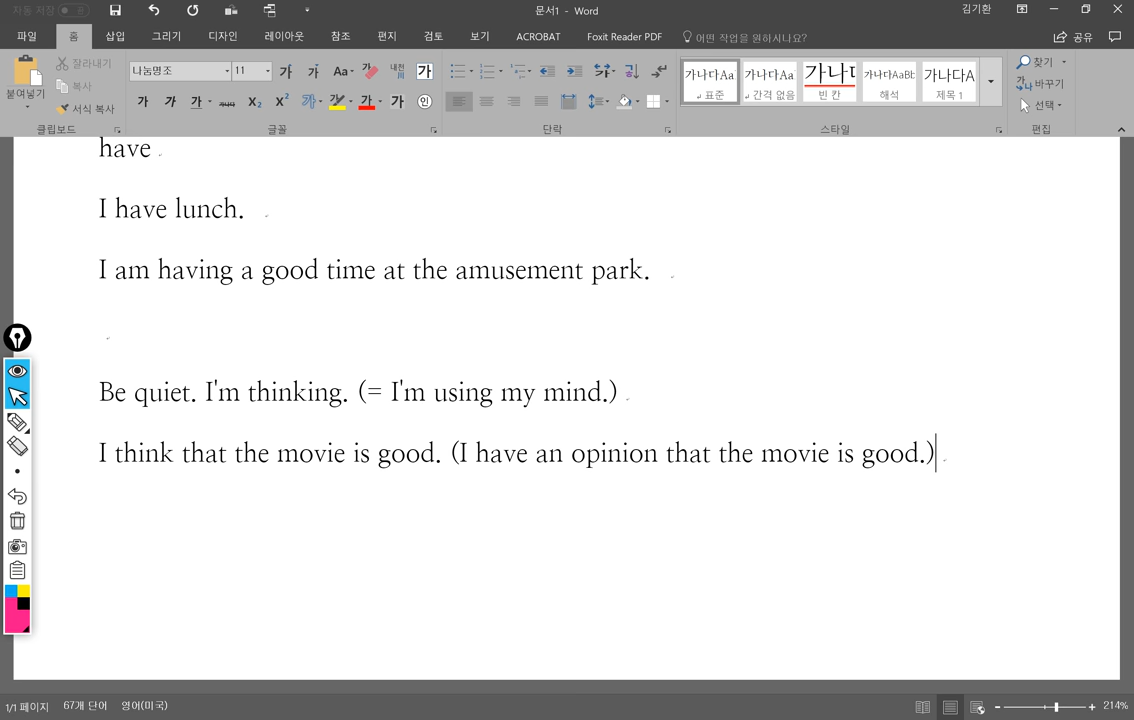 자동 저장
문서1 - Word
김기환
파일 홈 삽입 그리기 디자인 레이아웃 참조 편지 검토 보기 ACROBAT Foxit Reader PDF 어떤 작업을 원하시나요? 공유
붙여넣기 잘라내기 복사 서식 복사
나눔명조 11 가 가 Aa 내천 가
가 가 가 X₂ X² 가 가 가 가 인
가나다Aa 표준
가나다Aa 간격 없음
가나다 빈 칸
가나다AaBb 해석
가나다A 제목 1
찾기
바꾸기
선택
클립보드 글꼴 단락 스타일 편집
have
I have lunch.
I am having a good time at the amusement park.
Be quiet. I'm thinking. (= I'm using my mind.)
I think that the movie is good. (I have an opinion that the movie is good.)
1/1 페이지 67개 단어 영어(미국) 214%